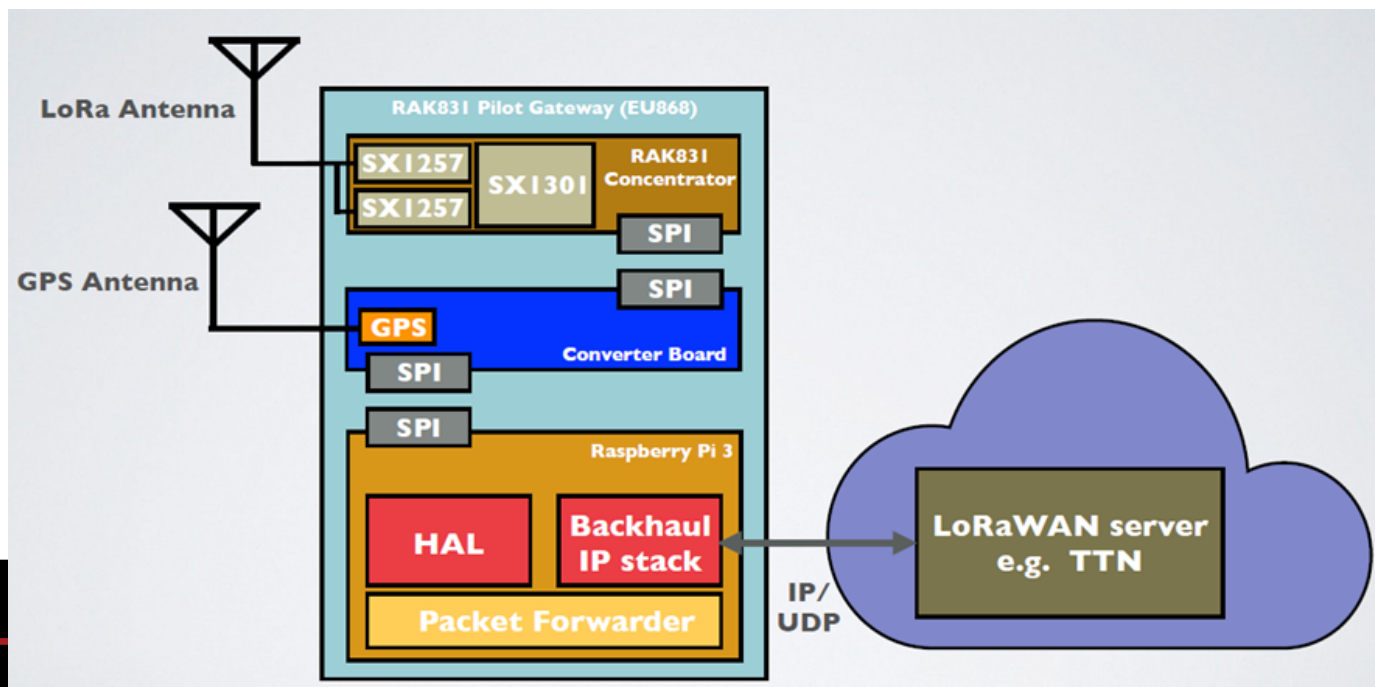 LoRa Antenna
RAK831 Pilot Gateway (EU868)
SX1257
SX1257
SX1301
RAK831
Concentrator
SPI
GPS Antenna
SPI
GPS
Converter Board
SPI
SPI
Raspberry Pi 3
HAL
Backhaul
IP stack
Packet Forwarder
IP/
UDP
LoRaWAN server
e.g. TTN